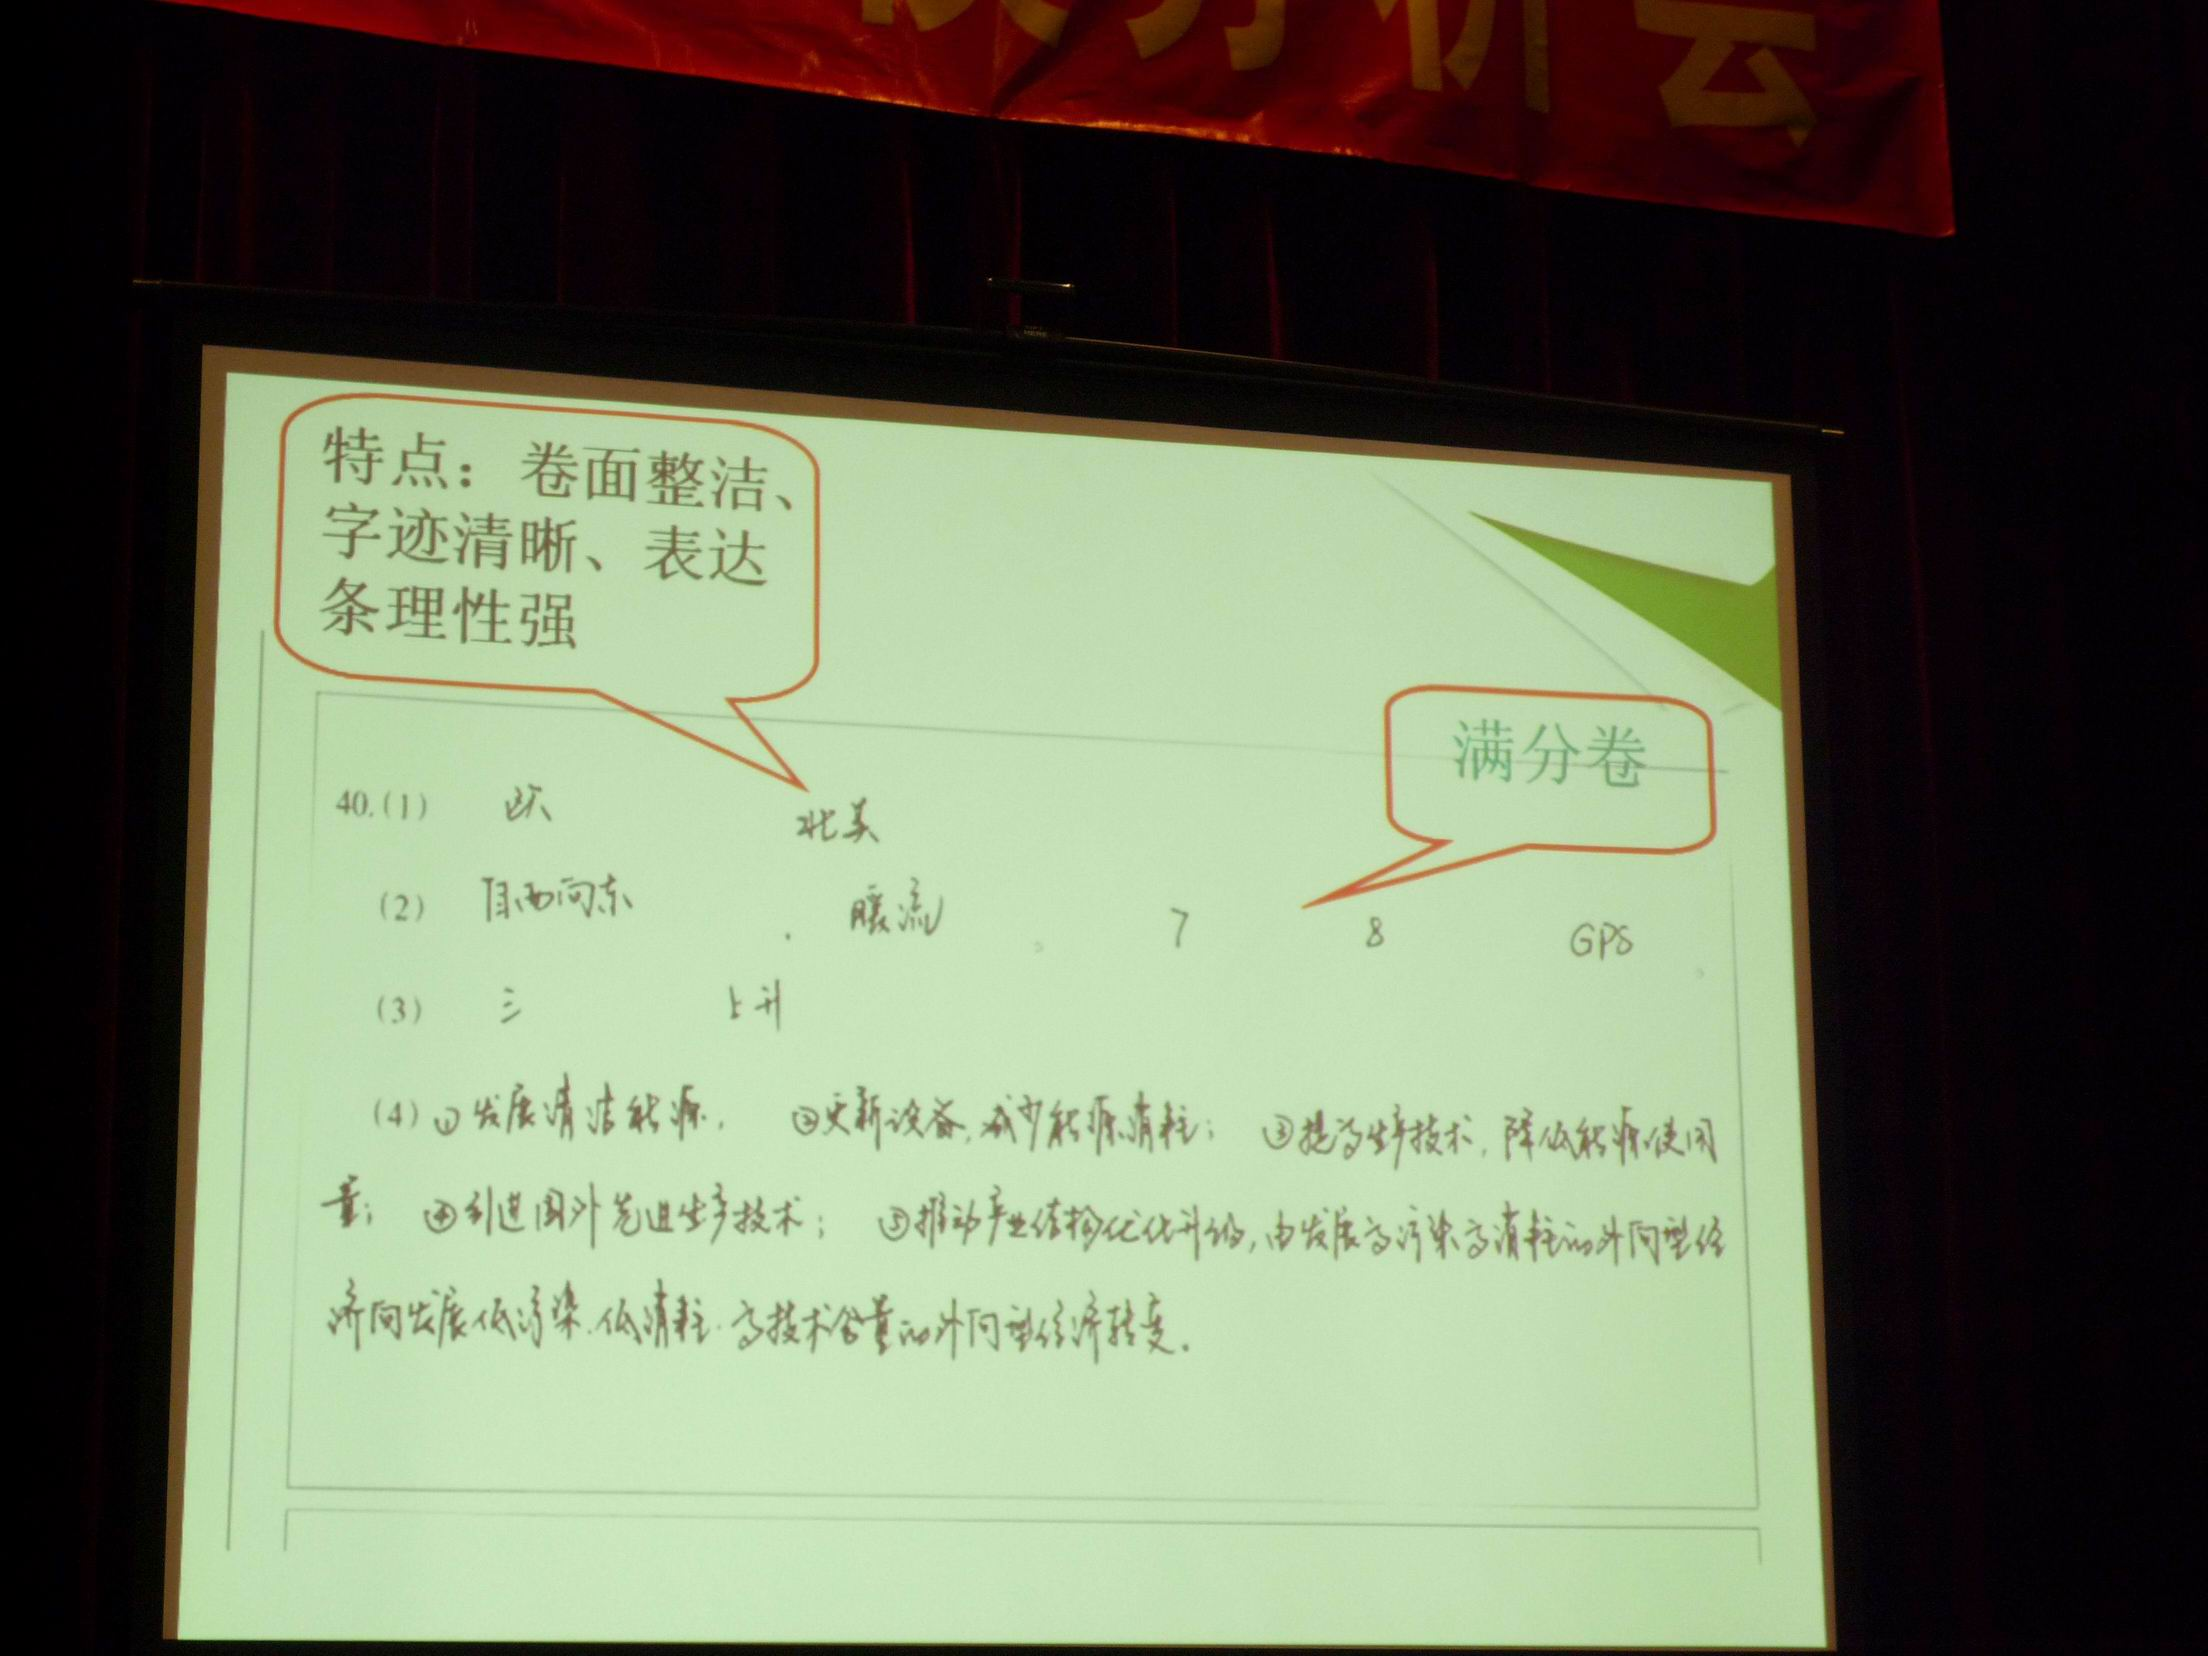 分析会
特点：卷面整洁、
字迹清晰、表达
条理性强
满分卷
40.(1) 欧 北美
(2) 自西向东 . 暖流 。 7 8 GPS 。
(3) 三 上升
(4) ①发展清洁能源， ②更新设备，减少能源消耗； ③提高生产技术，降低能源使用
量； ④引进国外先进生产技术； ⑤推动产业结构优化升级，由发展高污染高消耗的外向型经
济向发展低污染、低消耗、高技术含量的外向型经济转变。